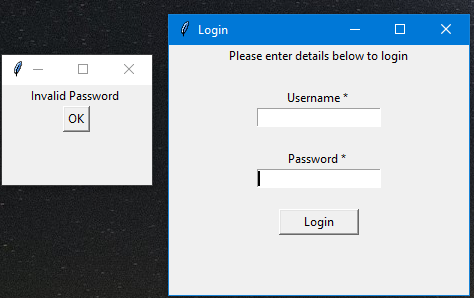 Invalid Password
OK
Login
Please enter details below to login
Username *
Password *
Login